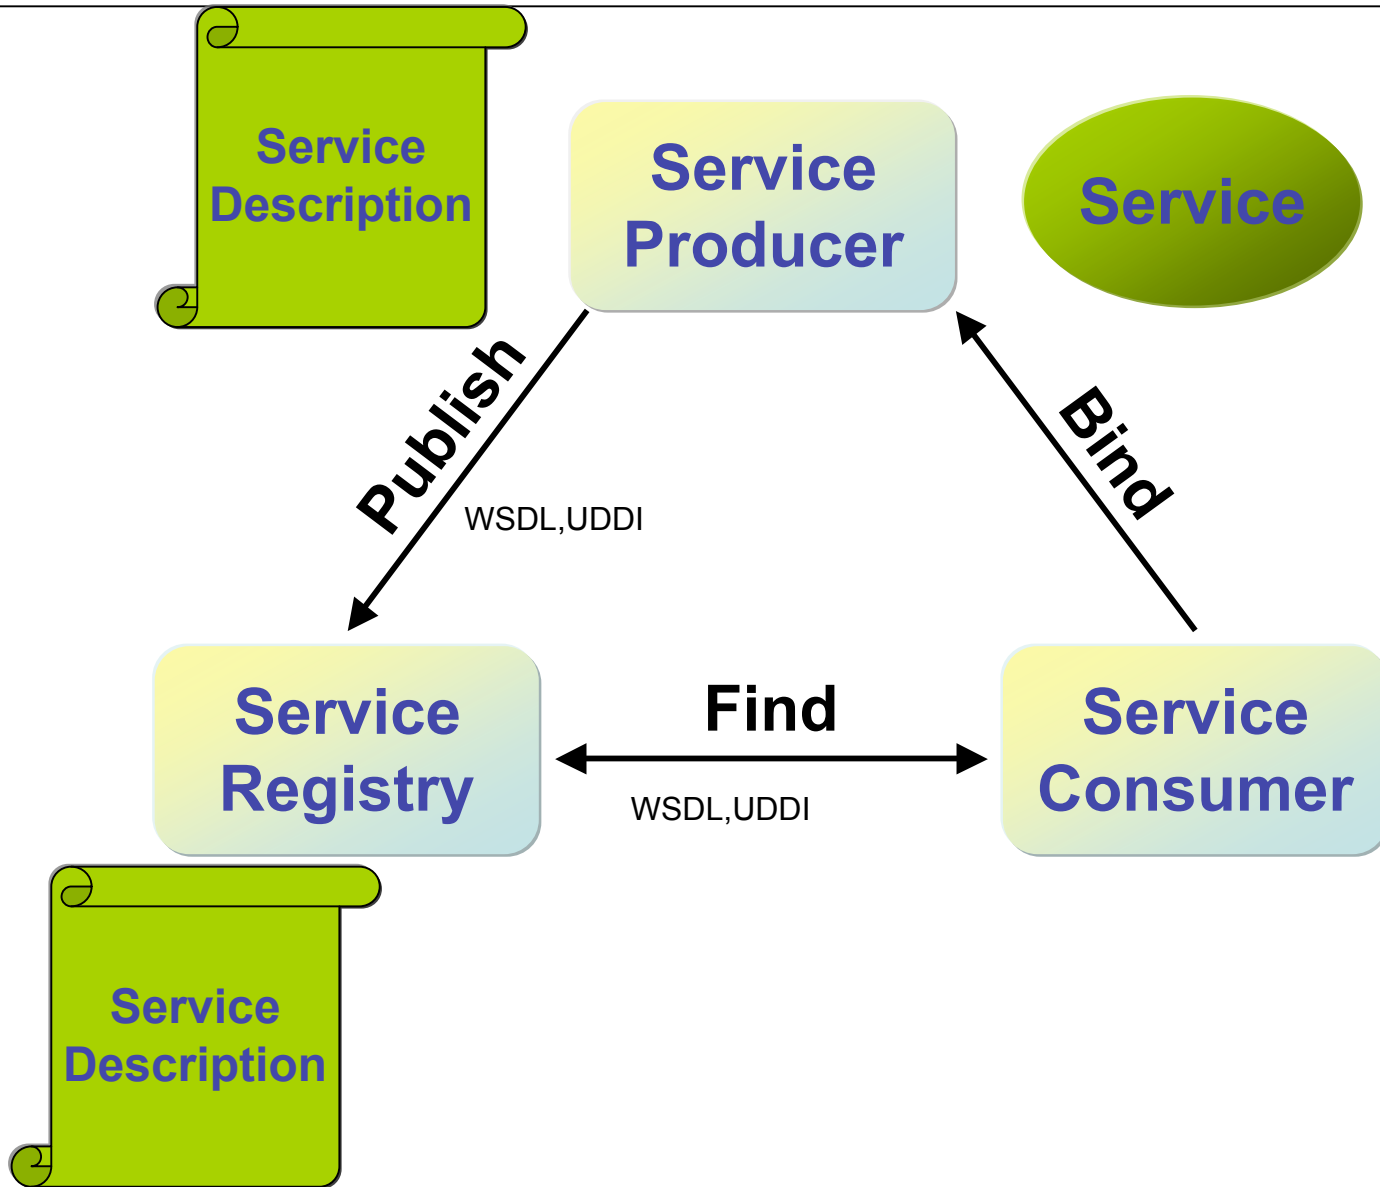 Service
Description
Service
Producer
Service
Publish
Bind
WSDL,UDDI
Service
Registry
Find
WSDL,UDDI
Service
Consumer
Service
Description